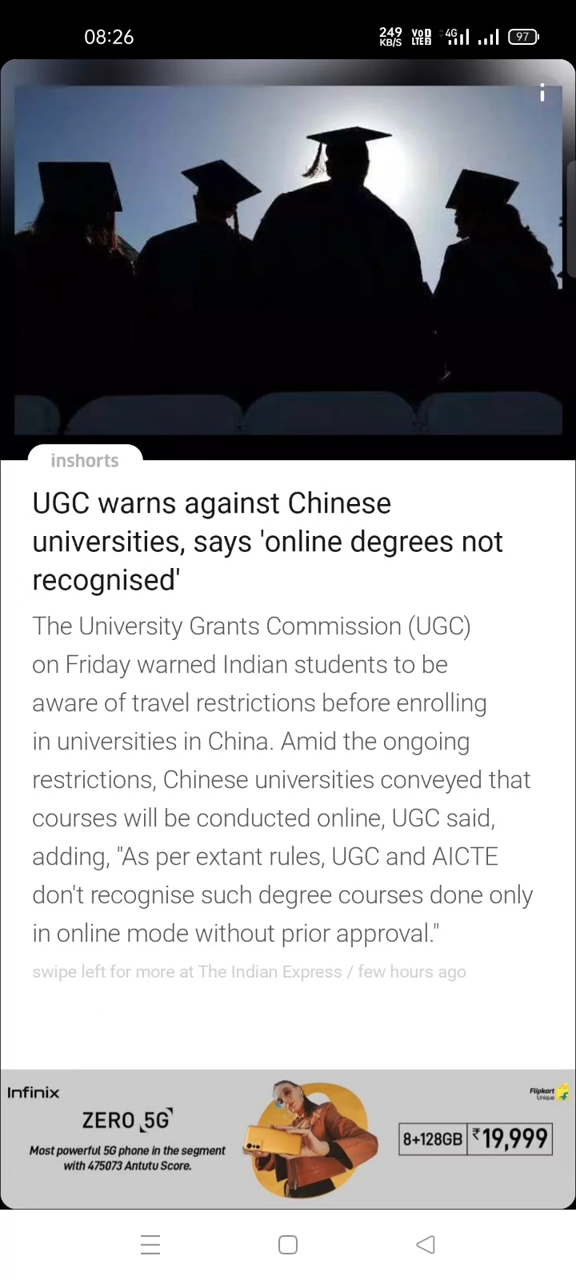 08:26
249 KB/S
VoD LTE2
4G
97
inshorts
UGC warns against Chinese
universities, says 'online degrees not
recognised'
The University Grants Commission (UGC)
on Friday warned Indian students to be
aware of travel restrictions before enrolling
in universities in China. Amid the ongoing
restrictions, Chinese universities conveyed that
courses will be conducted online, UGC said,
adding, "As per extant rules, UGC and AICTE
don't recognise such degree courses done only
in online mode without prior approval."
swipe left for more at The Indian Express / few hours ago
Infinix
Flipkart
Unique
ZERO 5G
Most powerful 5G phone in the segment
with 475073 Antutu Score.
8+128GB ₹19,999